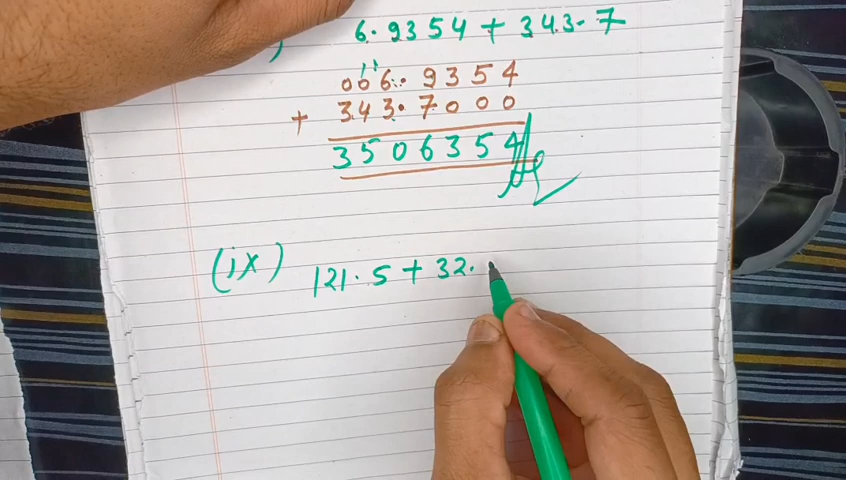 6.9354 + 343.7
006.9354
+ 343.7000
3506354
(ix) 121.5 + 32.